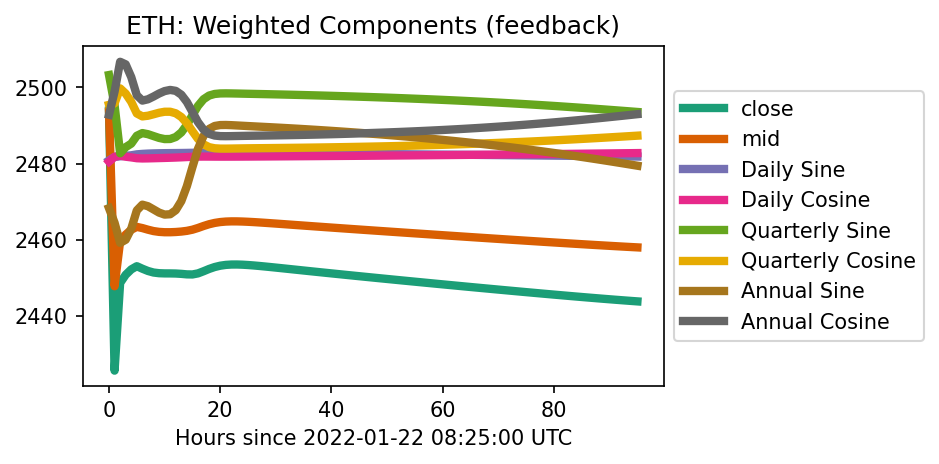 ETH: Weighted Components (feedback)
2500
2480
2460
2440
0 20 40 60 80
Hours since 2022-01-22 08:25:00 UTC
close
mid
Daily Sine
Daily Cosine
Quarterly Sine
Quarterly Cosine
Annual Sine
Annual Cosine